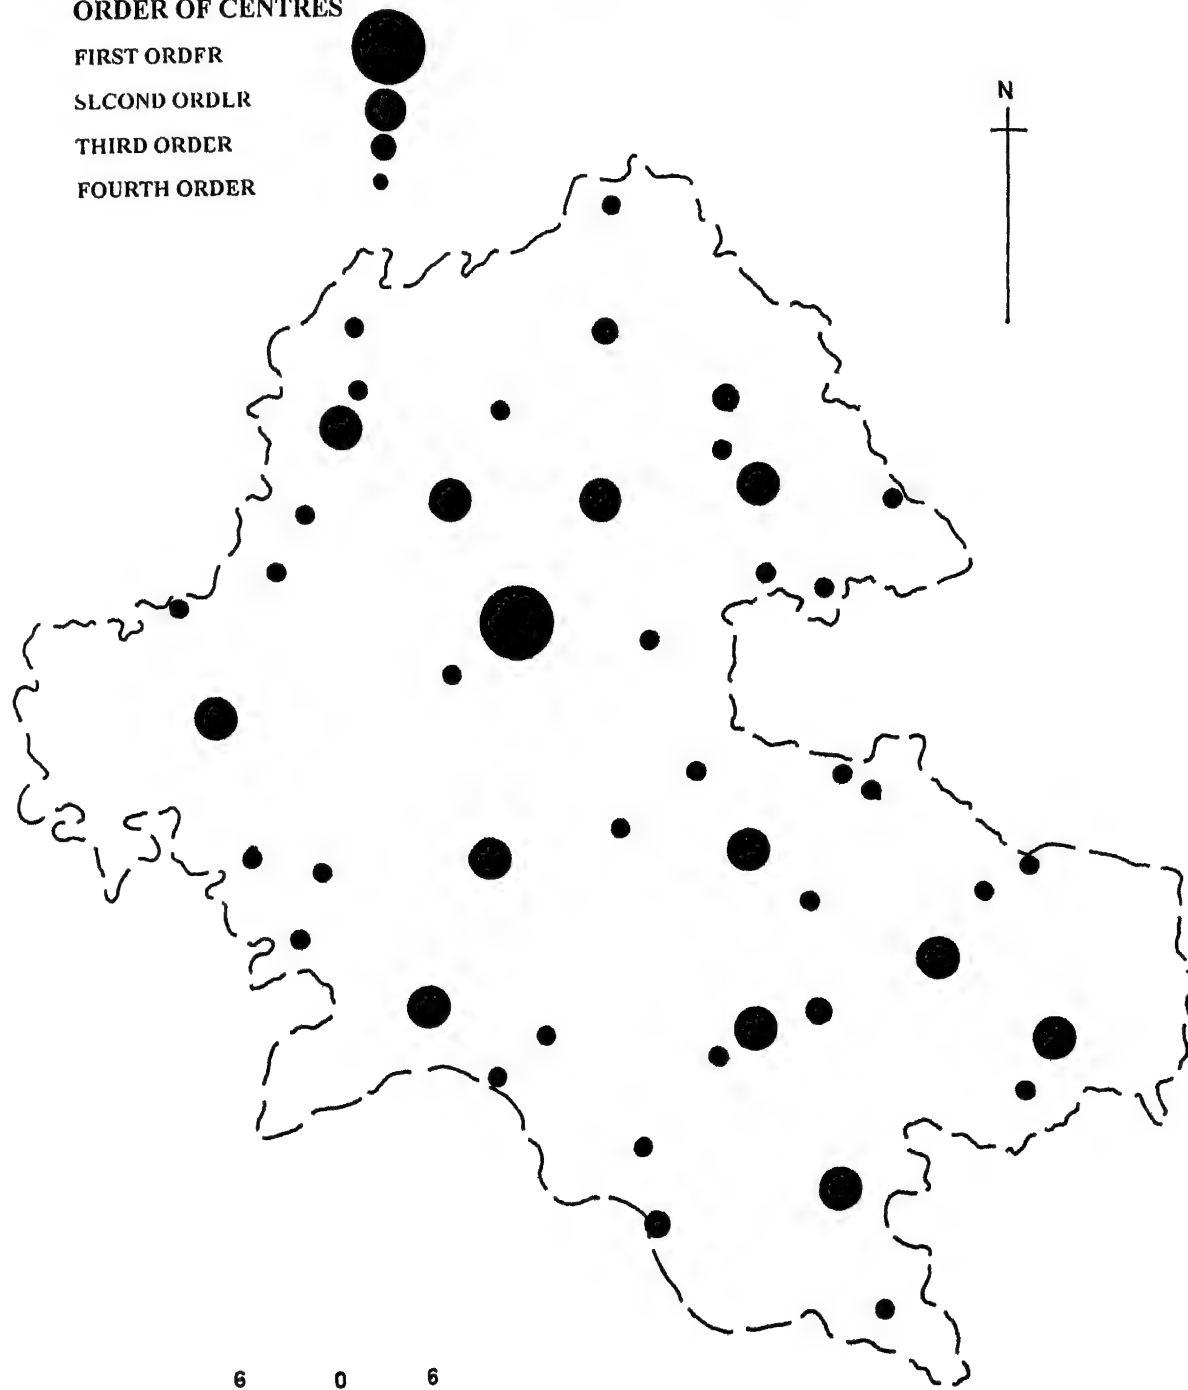 ORDER OF CENTRES
FIRST ORDFR
SLCOND ORDLR
THIRD ORDER
FOURTH ORDER
N
6 0 6